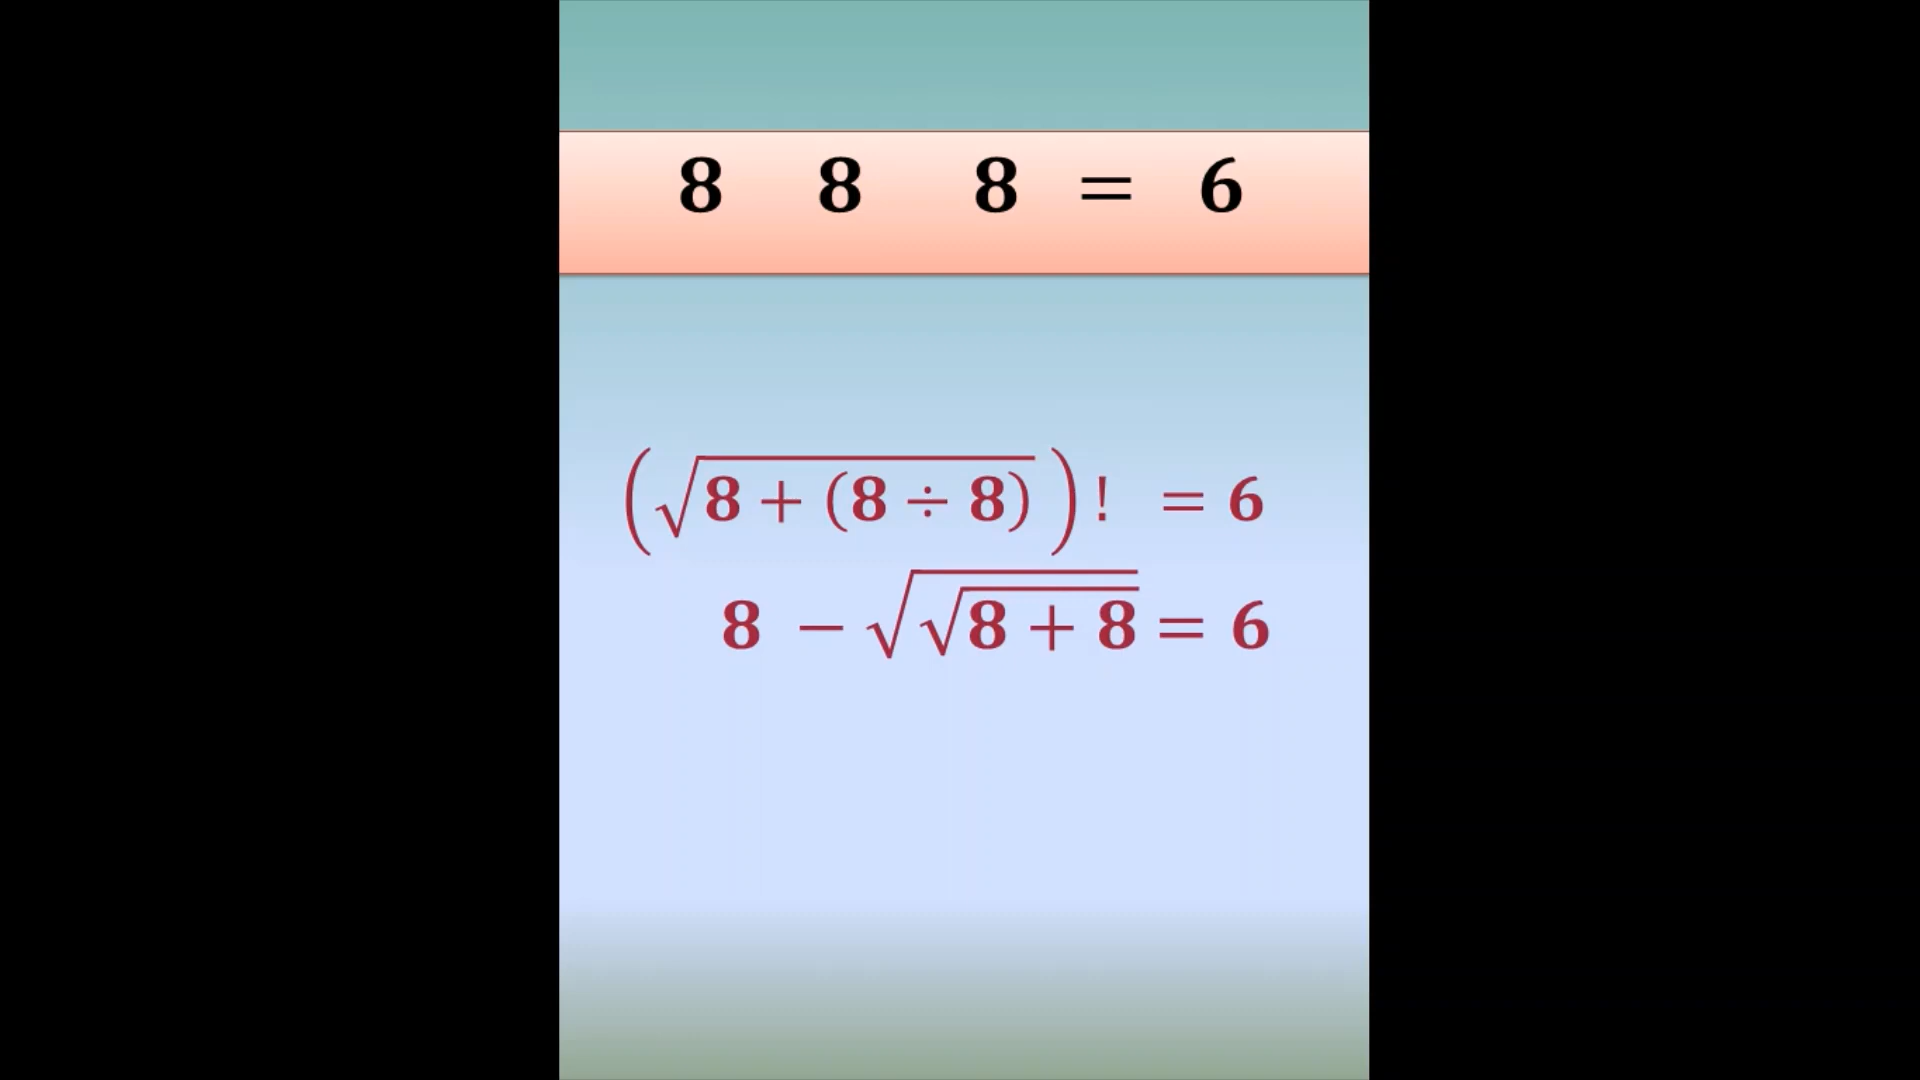 8 8 8 = 6
(√(8 + (8 ÷ 8)))! = 6
8 − √(√(8 + 8)) = 6